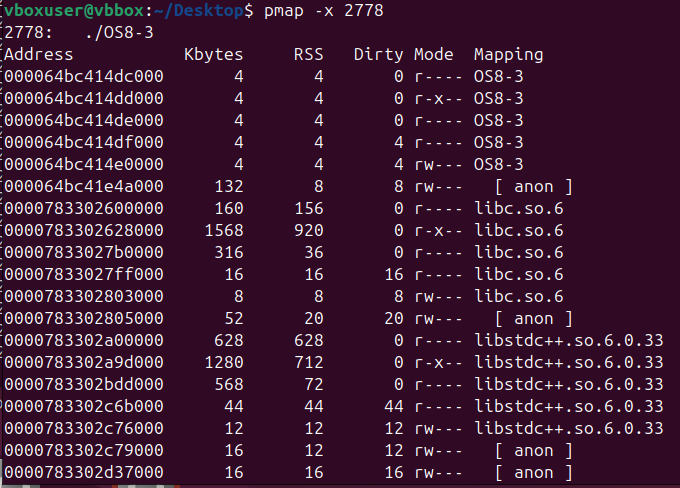 vboxuser@vbbox:~/Desktop$ pmap -x 2778
2778:   ./OS8-3
Address           Kbytes     RSS   Dirty Mode  Mapping
000064bc414dc000       4       4       0 r---- OS8-3
000064bc414dd000       4       4       0 r-x-- OS8-3
000064bc414de000       4       4       0 r---- OS8-3
000064bc414df000       4       4       4 r---- OS8-3
000064bc414e0000       4       4       4 rw--- OS8-3
000064bc41e4a000     132       8       8 rw---   [ anon ]
0000783302600000     160     156       0 r---- libc.so.6
0000783302628000    1568     920       0 r-x-- libc.so.6
00007833027b0000     316      36       0 r---- libc.so.6
00007833027ff000      16      16      16 r---- libc.so.6
0000783302803000       8       8       8 rw--- libc.so.6
0000783302805000      52      20      20 rw---   [ anon ]
0000783302a00000     628     628       0 r---- libstdc++.so.6.0.33
0000783302a9d000    1280     712       0 r-x-- libstdc++.so.6.0.33
0000783302bdd000     568      72       0 r---- libstdc++.so.6.0.33
0000783302c6b000      44      44      44 r---- libstdc++.so.6.0.33
0000783302c76000      12      12      12 rw--- libstdc++.so.6.0.33
0000783302c79000      16      12      12 rw---   [ anon ]
0000783302d37000      16      16      16 rw---   [ anon ]